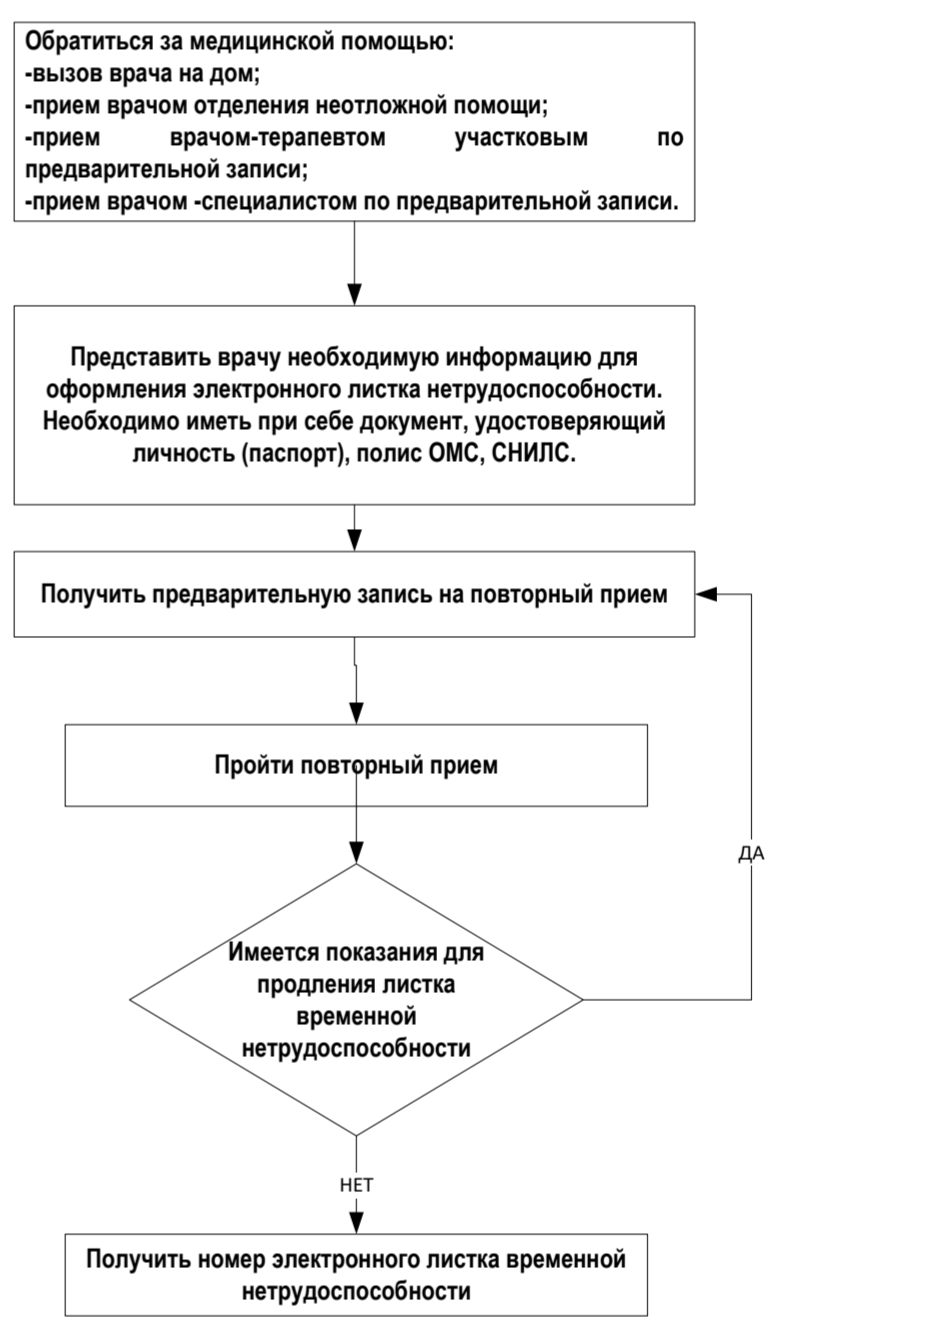 Обратиться за медицинской помощью:
-вызов врача на дом;
-прием врачом отделения неотложной помощи;
-прием врачом-терапевтом участковым по
предварительной записи;
-прием врачом -специалистом по предварительной записи.
Представить врачу необходимую информацию для
оформления электронного листка нетрудоспособности.
Необходимо иметь при себе документ, удостоверяющий
личность (паспорт), полис ОМС, СНИЛС.
Получить предварительную запись на повторный прием
Пройти повторный прием
ДА
Имеется показания для
продления листка
временной
нетрудоспособности
НЕТ
Получить номер электронного листка временной
нетрудоспособности